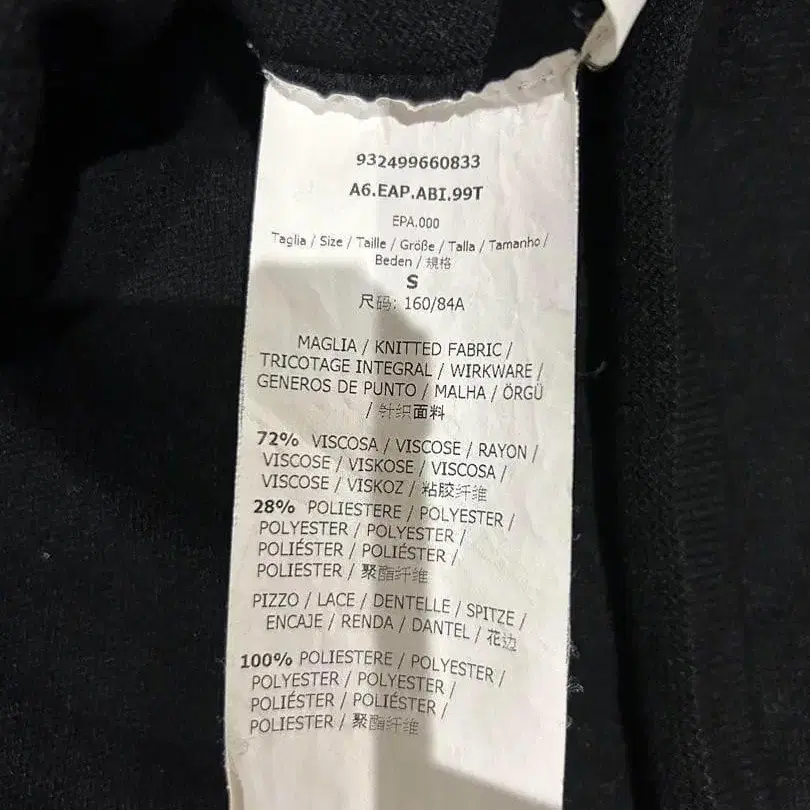 932499660833
A6.EAP.ABI.99T
EPA.000
Taglia / Size / Taille / Größe / Talla / Tamanho /
Beden / 规格
S
尺码: 160/84A
MAGLIA / KNITTED FABRIC /
TRICOTAGE INTEGRAL / WIRKWARE /
GENEROS DE PUNTO / MALHA / ÖRGÜ
/ 针织面料
72% VISCOSA / VISCOSE / RAYON /
VISCOSE / VISKOSE / VISCOSA /
VISCOSE / VISKOZ / 粘胶纤维
28% POLIESTERE / POLYESTER /
POLYESTER / POLYESTER /
POLIÉSTER / POLIÉSTER /
POLIESTER / 聚酯纤维
PIZZO / LACE / DENTELLE / SPITZE /
ENCAJE / RENDA / DANTEL / 花边
100% POLIESTERE / POLYESTER /
POLYESTER / POLYESTER /
POLIÉSTER / POLIÉSTER /
POLIESTER / 聚酯纤维